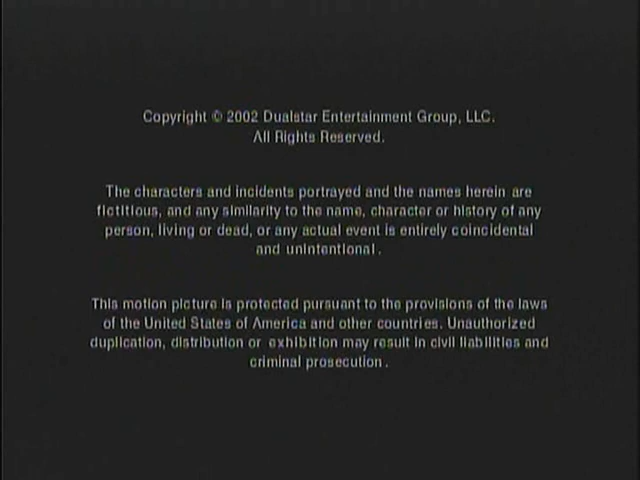 Copyright © 2002 Dualstar Entertainment Group, LLC.
All Rights Reserved.
The characters and incidents portrayed and the names herein are
fictitious, and any similarity to the name, character or history of any
person, living or dead, or any actual event is entirely coincidental
and unintentional.
This motion picture is protected pursuant to the provisions of the laws
of the United States of America and other countries. Unauthorized
duplication, distribution or exhibition may result in civil liabilities and
criminal prosecution.